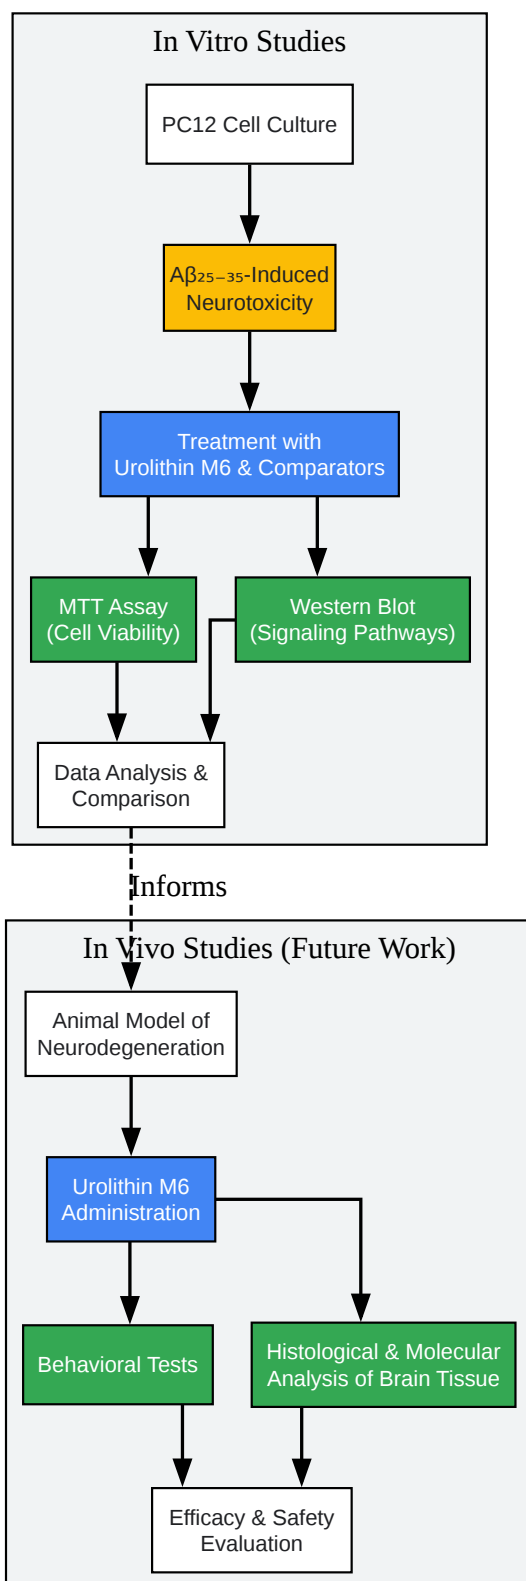 In Vitro Studies
PC12 Cell Culture
Aβ₂₅₋₃₅-Induced
Neurotoxicity
Treatment with
Urolithin M6 & Comparators
MTT Assay
(Cell Viability)
Western Blot
(Signaling Pathways)
Data Analysis &
Comparison
Informs
In Vivo Studies (Future Work)
Animal Model of
Neurodegeneration
Urolithin M6
Administration
Behavioral Tests
Histological & Molecular
Analysis of Brain Tissue
Efficacy & Safety
Evaluation